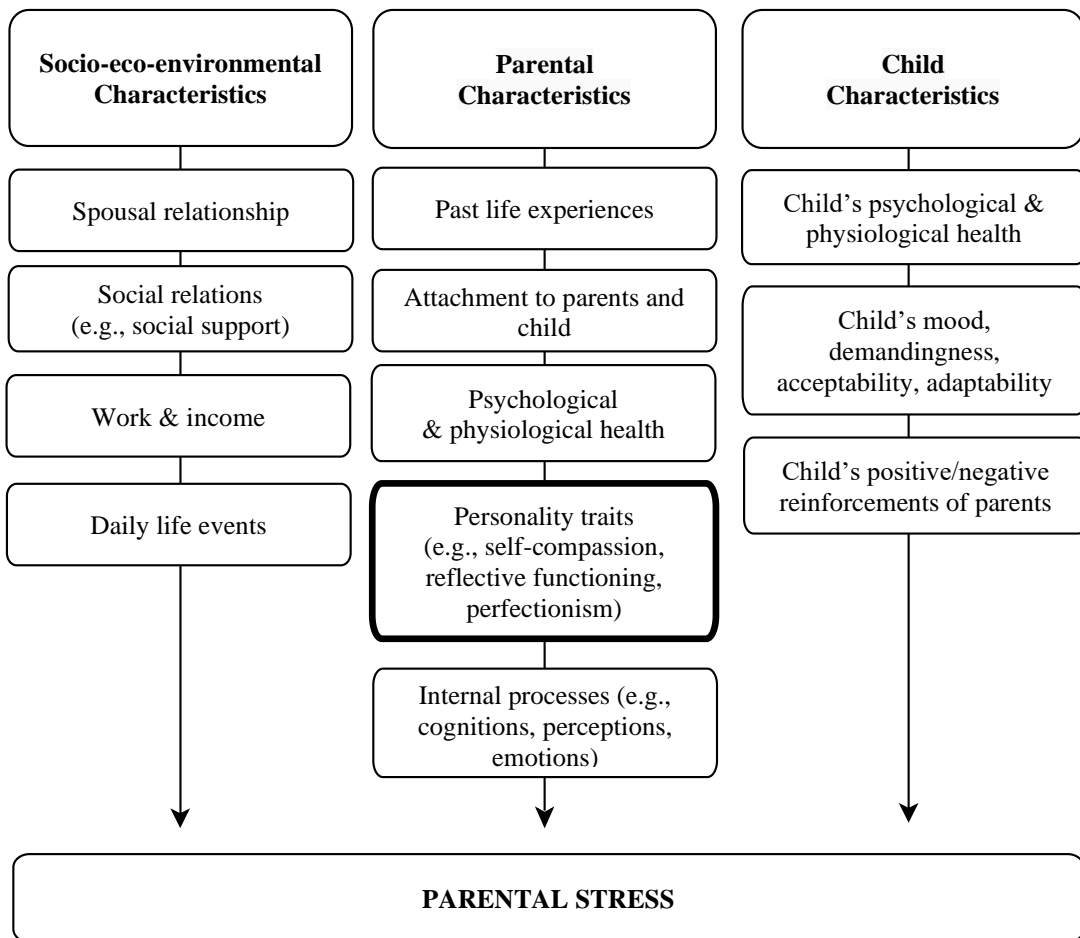 Socio-eco-environmental
Characteristics
Spousal relationship
Social relations
(e.g., social support)
Work & income
Daily life events
Parental
Characteristics
Past life experiences
Attachment to parents and
child
Psychological
& physiological health
Personality traits
(e.g., self-compassion,
reflective functioning,
perfectionism)
Internal processes (e.g.,
cognitions, perceptions,
emotions)
Child
Characteristics
Child’s psychological &
physiological health
Child’s mood,
demandingness,
acceptability, adaptability
Child’s positive/negative
reinforcements of parents
PARENTAL STRESS